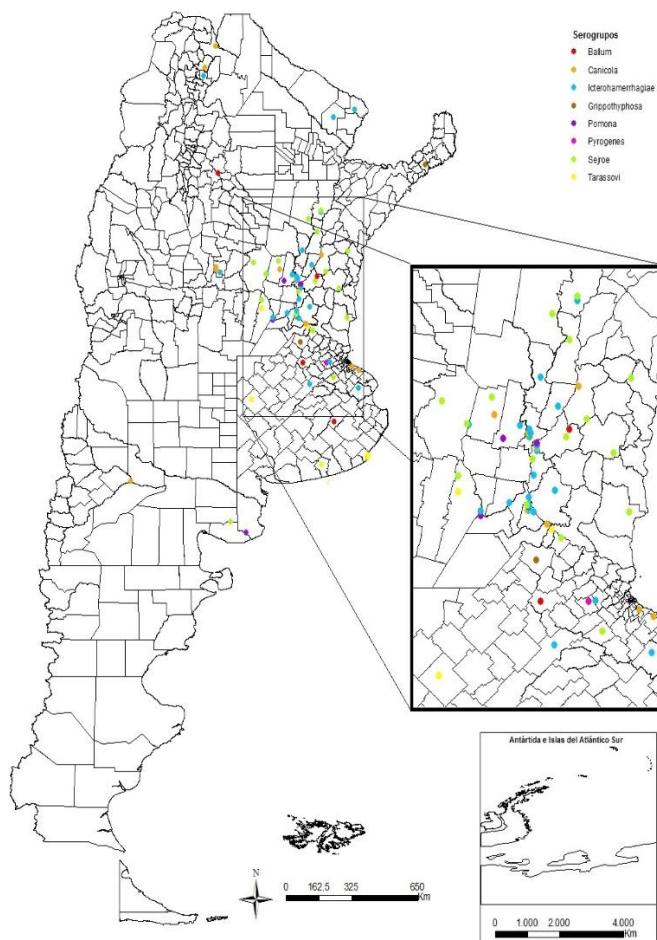 Serogrupos
Ballum
Canicola
Icterohamerrhagiae
Grippothyphosa
Pomona
Pyrogenes
Sejroe
Tarassovi
Antártida e Islas del Atlántico Sur
N
0 162,5 325 650
Km
0 1.000 2.000 4.000
Km